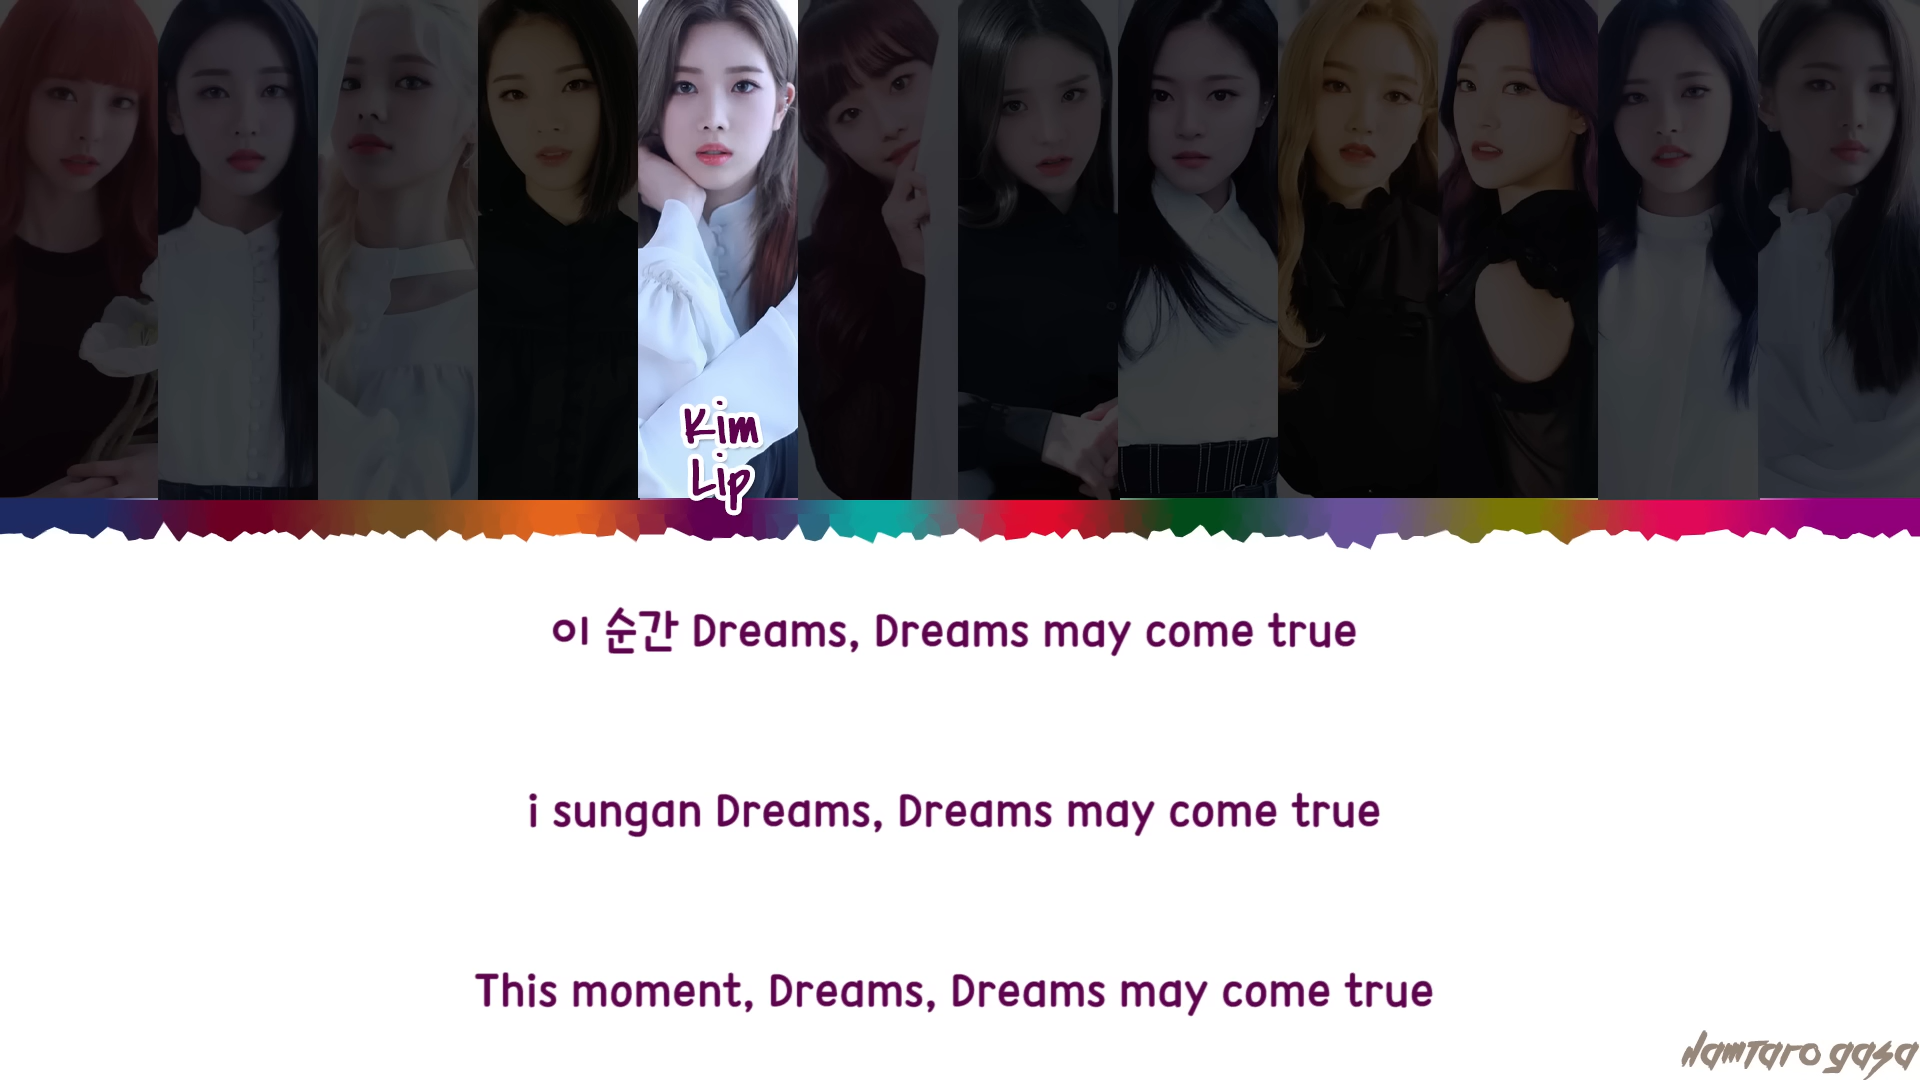 Kim
Lip
이 순간 Dreams, Dreams may come true
i sungan Dreams, Dreams may come true
This moment, Dreams, Dreams may come true
Hamtaro gasa